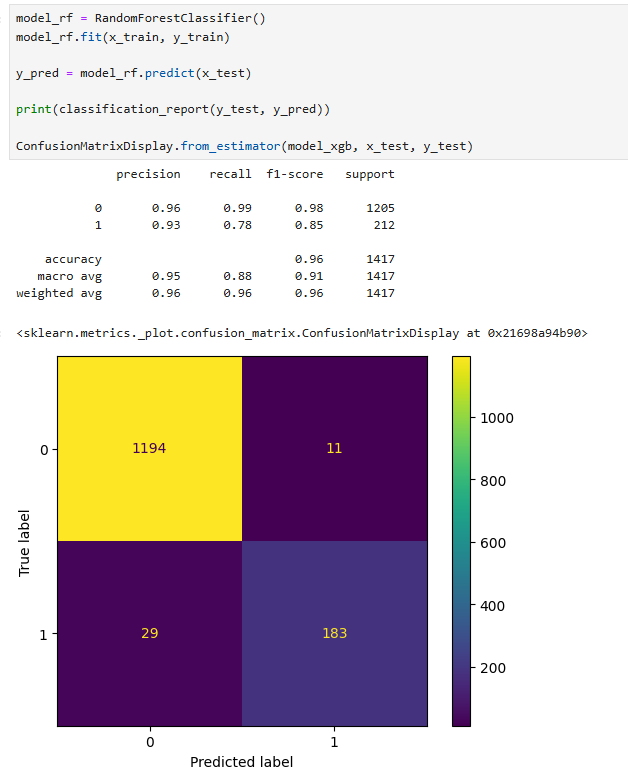 model_rf = RandomForestClassifier()
model_rf.fit(x_train, y_train)
y_pred = model_rf.predict(x_test)
print(classification_report(y_test, y_pred))
ConfusionMatrixDisplay.from_estimator(model_xgb, x_test, y_test)
precision recall f1-score support
0 0.96 0.99 0.98 1205
1 0.93 0.78 0.85 212
accuracy 0.96 1417
macro avg 0.95 0.88 0.91 1417
weighted avg 0.96 0.96 0.96 1417
<sklearn.metrics._plot.confusion_matrix.ConfusionMatrixDisplay at 0x21698a94b90>
1000
0 1194 11
800
True label
600
400
1 29 183
200
0 1
Predicted label